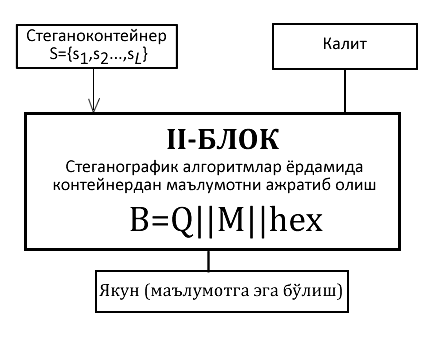 Стеганоконтейнер
S={s1,s2...,sL}
Калит
II-БЛОК
Стеганографик алгоритмлар ёрдамида
контейнердан маълумотни ажратиб олиш
B=Q||M||hex
Якун (маълумотга эга бўлиш)